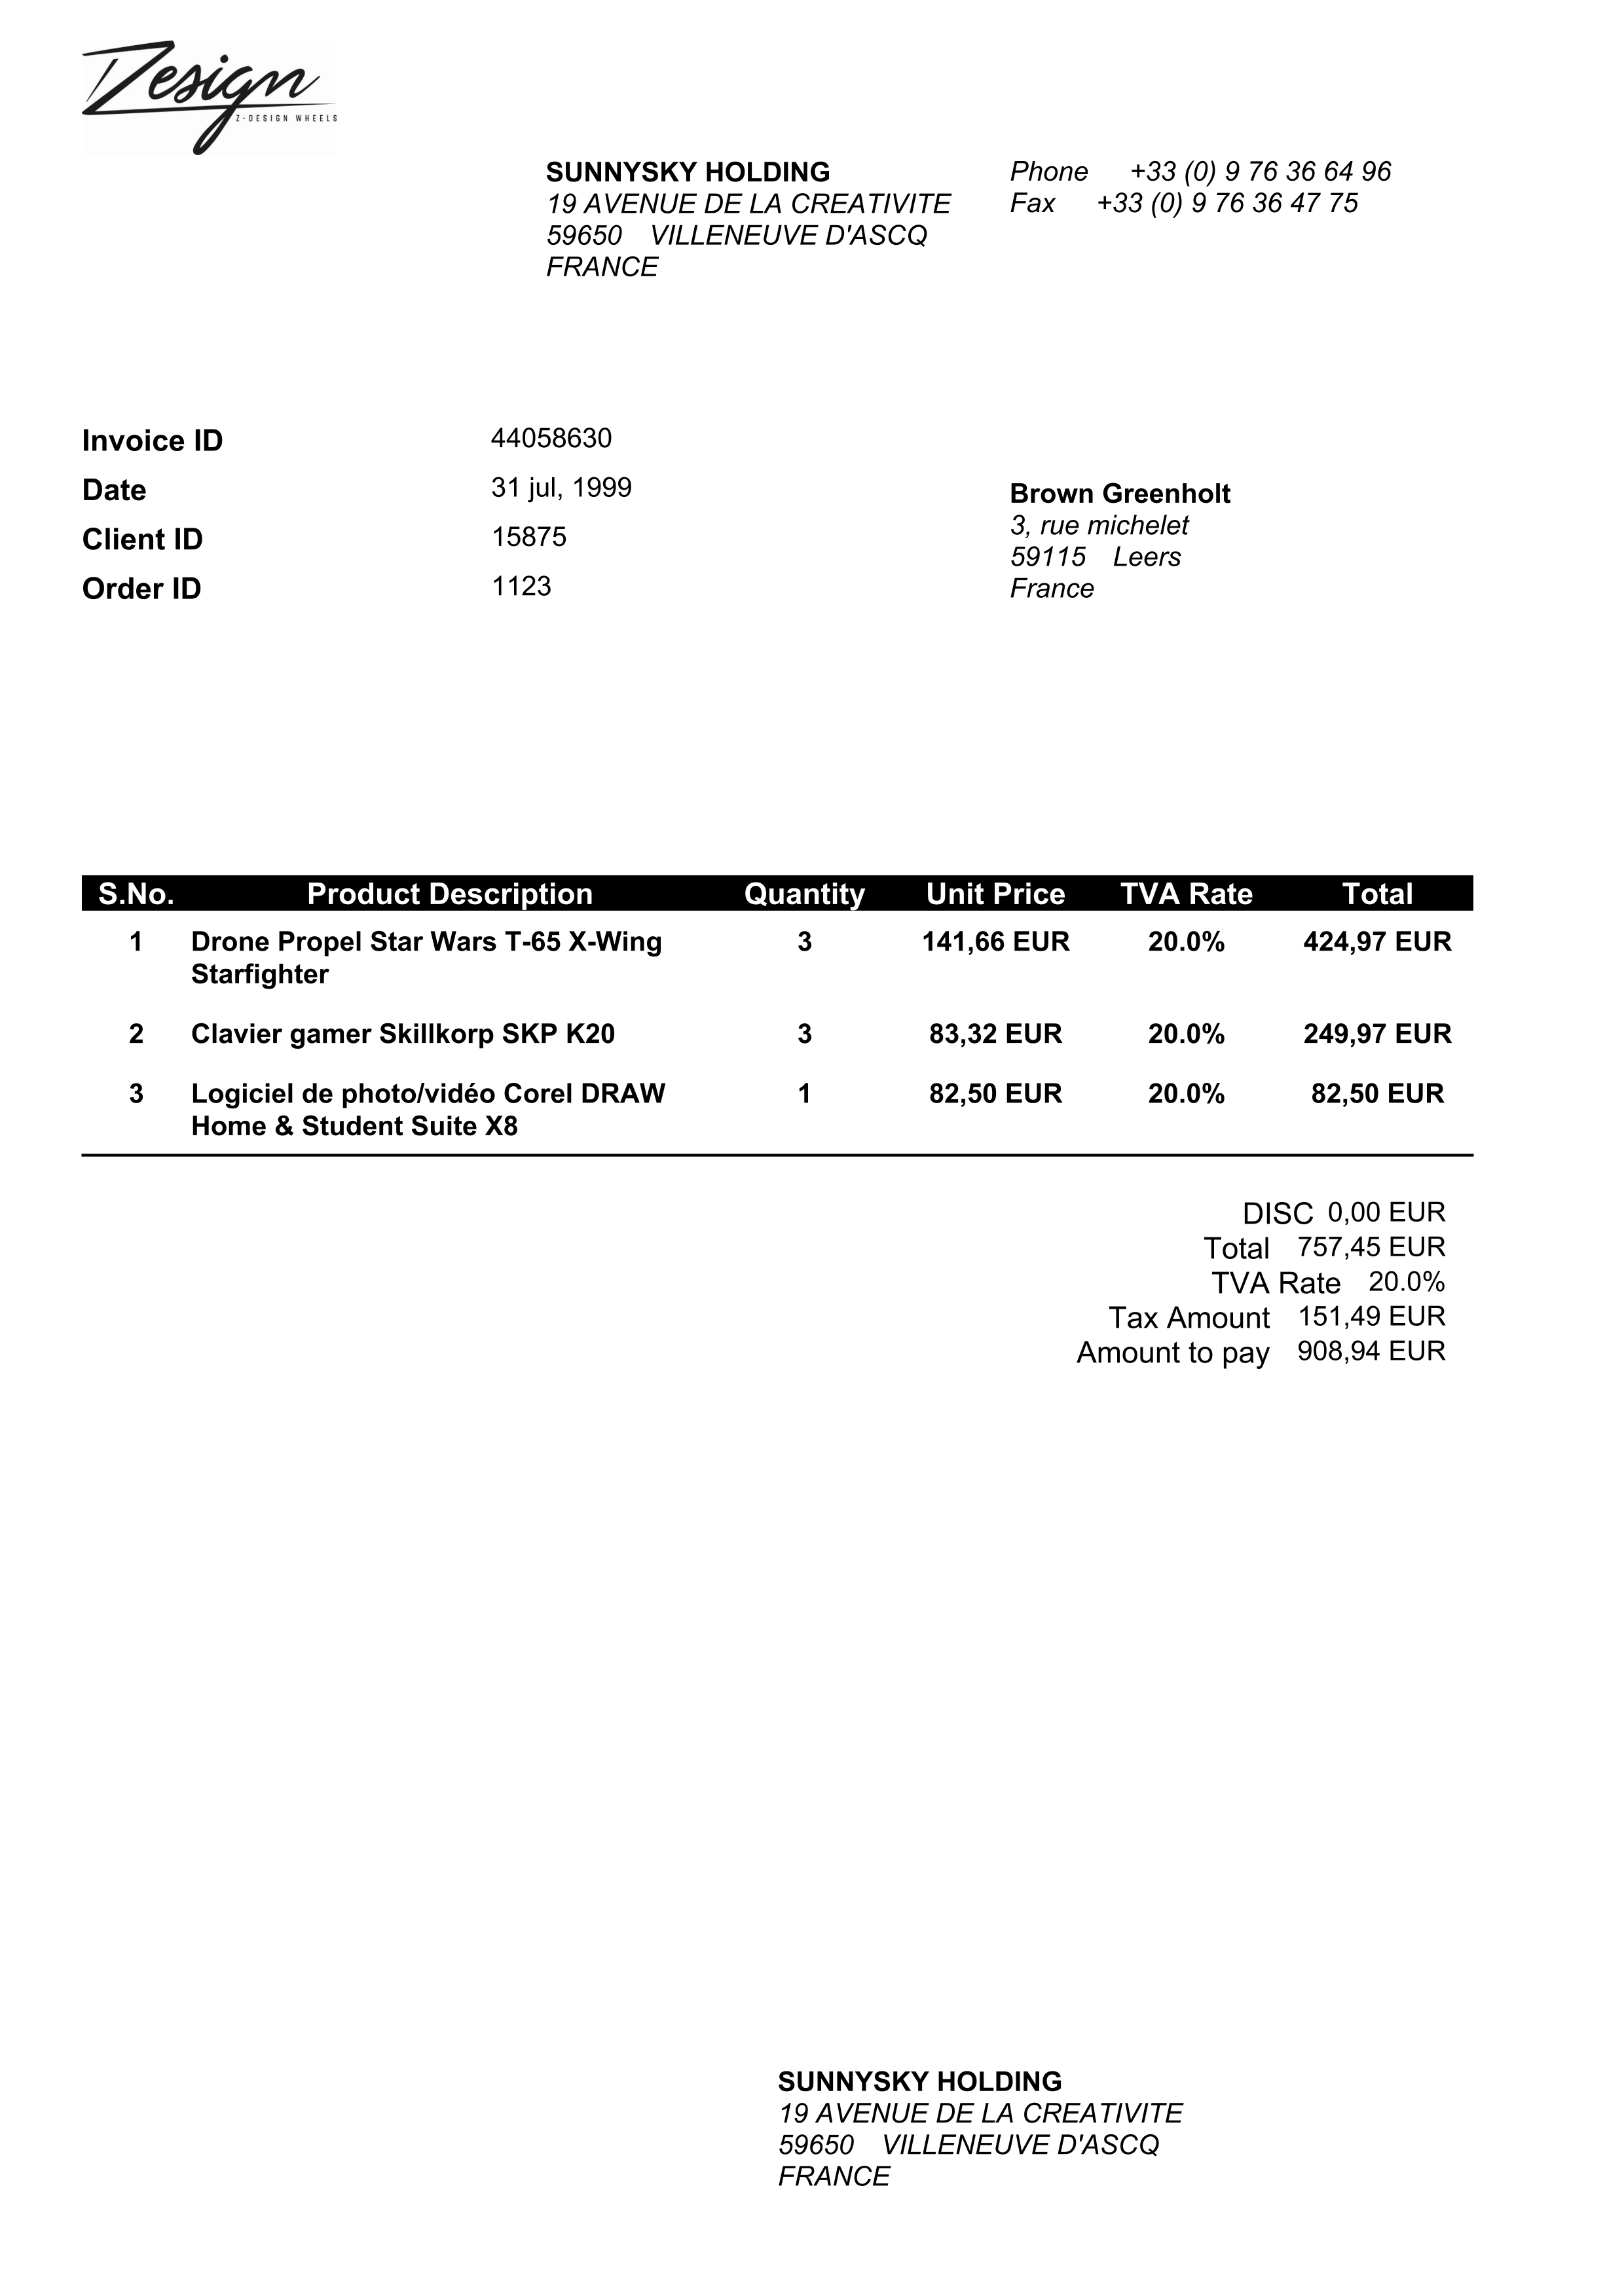 Zesign
Z-DESIGN WHEELS
SUNNYSKY HOLDING
19 AVENUE DE LA CREATIVITE
59650 VILLENEUVE D'ASCQ
FRANCE
Phone +33 (0) 9 76 36 64 96
Fax +33 (0) 9 76 36 47 75
Invoice ID 44058630
Date 31 jul, 1999
Client ID 15875
Order ID 1123
Brown Greenholt
3, rue michelet
59115 Leers
France
S.No. Product Description Quantity Unit Price TVA Rate Total
1 Drone Propel Star Wars T-65 X-Wing 3 141,66 EUR 20.0% 424,97 EUR
Starfighter
2 Clavier gamer Skillkorp SKP K20 3 83,32 EUR 20.0% 249,97 EUR
3 Logiciel de photo/vidéo Corel DRAW 1 82,50 EUR 20.0% 82,50 EUR
Home & Student Suite X8
DISC 0,00 EUR
Total 757,45 EUR
TVA Rate 20.0%
Tax Amount 151,49 EUR
Amount to pay 908,94 EUR
SUNNYSKY HOLDING
19 AVENUE DE LA CREATIVITE
59650 VILLENEUVE D'ASCQ
FRANCE